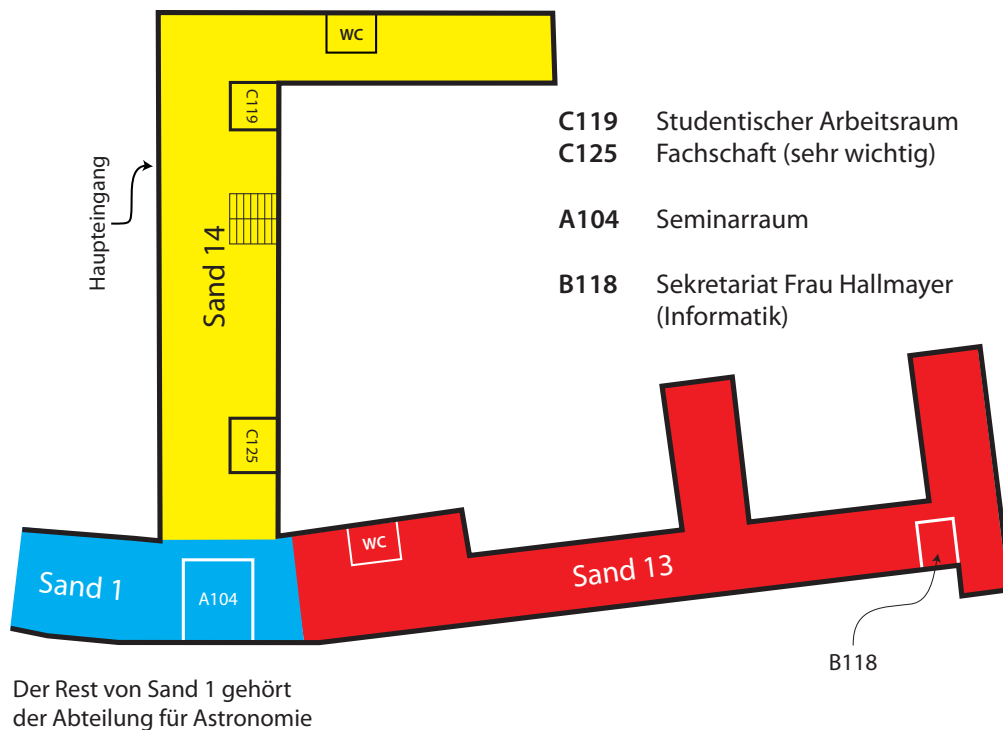 WC
C119
C119 Studentischer Arbeitsraum
C125 Fachschaft (sehr wichtig)
Haupteingang
Sand 14
A104 Seminarraum
B118 Sekretariat Frau Hallmayer
(Informatik)
C125
WC
Sand 1
A104
Sand 13
B118
Der Rest von Sand 1 gehört
der Abteilung für Astronomie